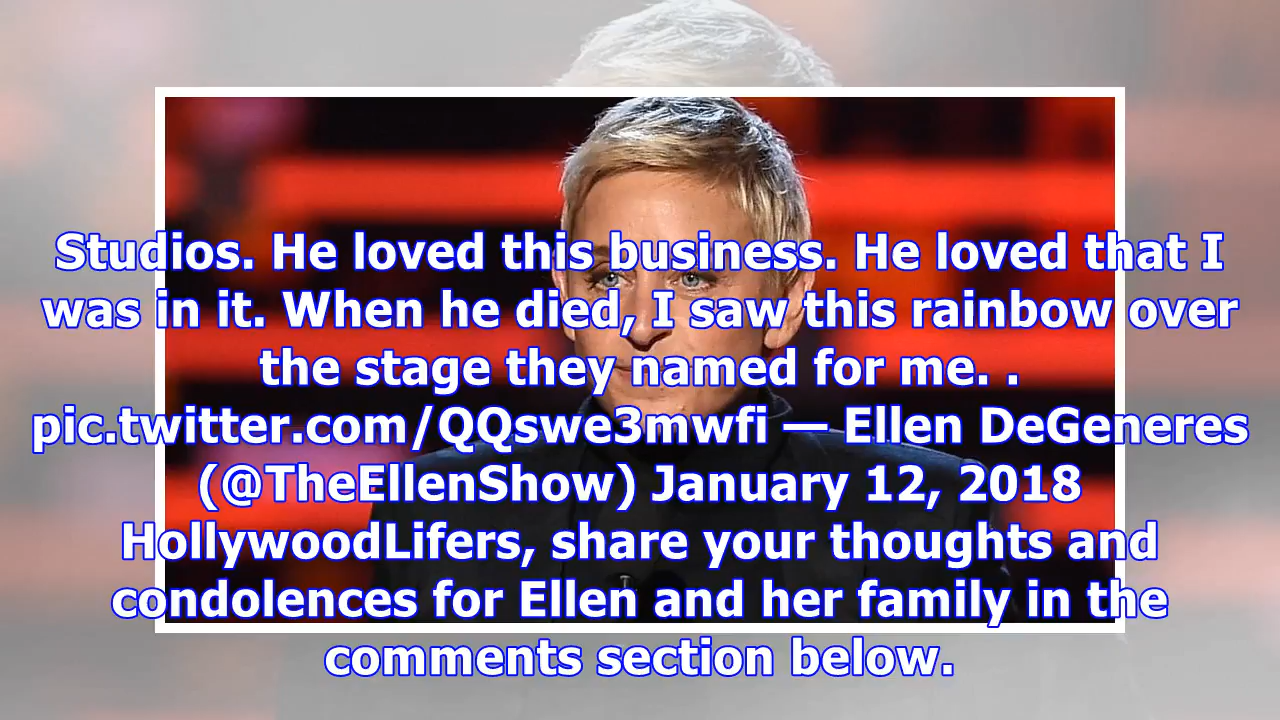 Studios. He loved this business. He loved that I
was in it. When he died, I saw this rainbow over
the stage they named for me. .
pic.twitter.com/QQswe3mwfi — Ellen DeGeneres
(@TheEllenShow) January 12, 2018
HollywoodLifers, share your thoughts and
condolences for Ellen and her family in the
comments section below.